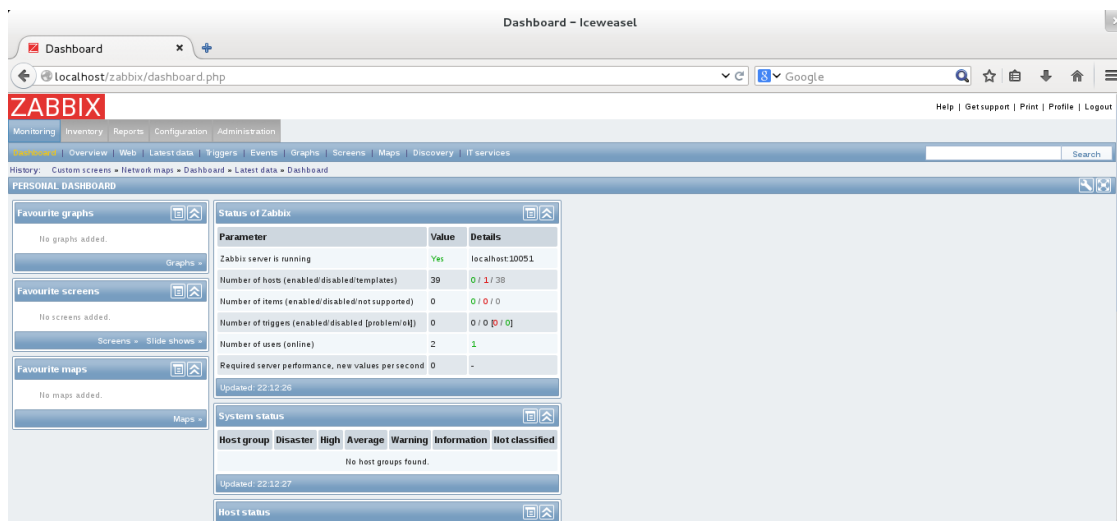 Dashboard - Iceweasel
Dashboard
localhost/zabbix/dashboard.php
Google
ZABBIX
Help | Get support | Print | Profile | Logout
Monitoring Inventory Reports Configuration Administration
Dashboard | Overview | Web | Latest data | Triggers | Events | Graphs | Screens | Maps | Discovery | IT services
Search
History: Custom screens » Network maps » Dashboard » Latest data » Dashboard
PERSONAL DASHBOARD
Favourite graphs
No graphs added.
Graphs »
Favourite screens
No screens added.
Screens » Slide shows »
Favourite maps
No maps added.
Maps »
Status of Zabbix
Parameter Value Details
Zabbix server is running Yes localhost:10051
Number of hosts (enabled/disabled/templates) 39 0 / 1 / 38
Number of items (enabled/disabled/not supported) 0 0 / 0 / 0
Number of triggers (enabled/disabled [problem/ok]) 0 0 / 0 [0 / 0]
Number of users (online) 2 1
Required server performance, new values per second 0 -
Updated: 22:12:26
System status
Host group Disaster High Average Warning Information Not classified
No host groups found.
Updated: 22:12:27
Host status